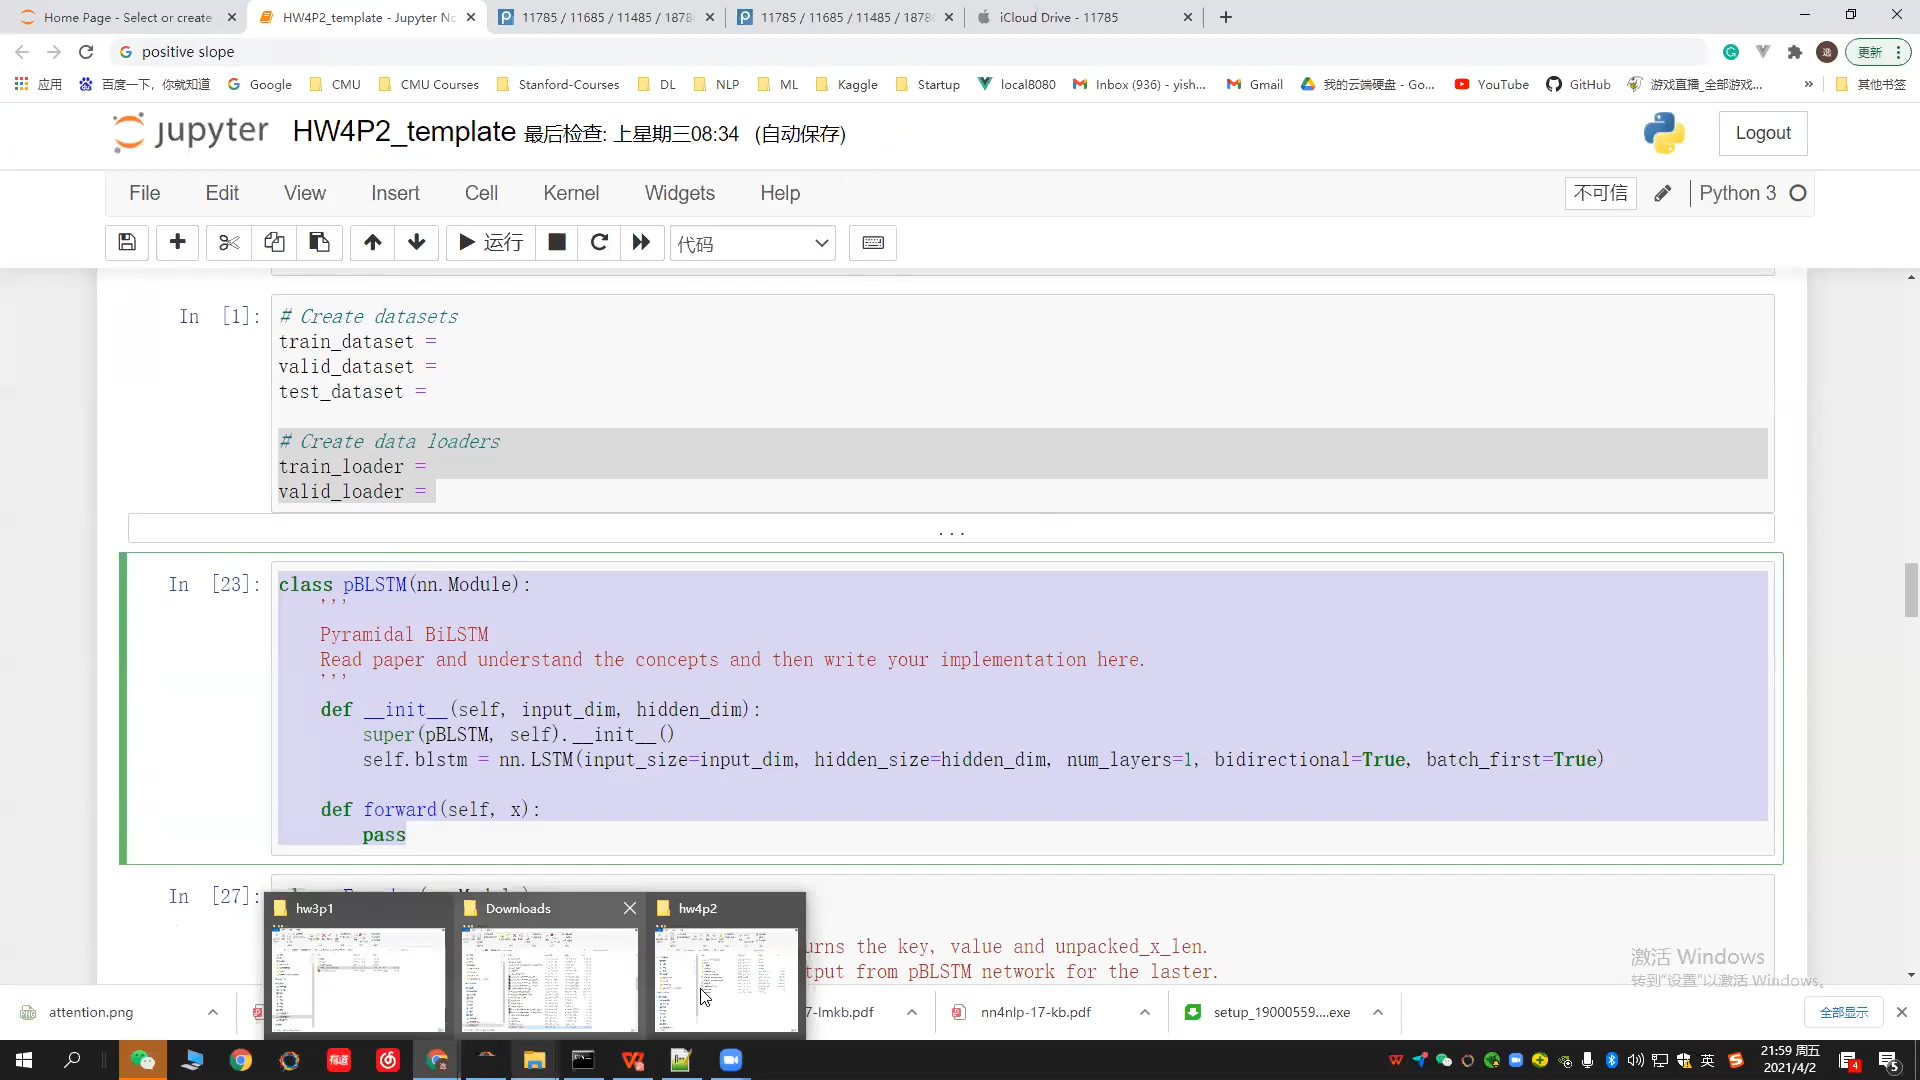 Home Page - Select or create
HW4P2_template - Jupyter No
11785 / 11685 / 11485 / 1878
11785 / 11685 / 11485 / 18780
iCloud Drive - 11785
positive slope
更新
应用
百度一下，你就知道
Google
CMU
CMU Courses
Stanford-Courses
DL
NLP
ML
Kaggle
Startup
local8080
Inbox (936) - yish...
Gmail
我的云端硬盘 - Go...
YouTube
GitHub
游戏直播_全部游戏...
»
其他书签
jupyter HW4P2_template 最后检查: 上星期三08:34 (自动保存)
Logout
File Edit View Insert Cell Kernel Widgets Help
不可信
Python 3
运行
代码
In [1]:
# Create datasets
train_dataset =
valid_dataset =
test_dataset =
# Create data loaders
train_loader =
valid_loader =
...
In [23]:
class pBLSTM(nn.Module):
'''
Pyramidal BiLSTM
Read paper and understand the concepts and then write your implementation here.
'''
def __init__(self, input_dim, hidden_dim):
super(pBLSTM, self).__init__()
self.blstm = nn.LSTM(input_size=input_dim, hidden_size=hidden_dim, num_layers=1, bidirectional=True, batch_first=True)
def forward(self, x):
pass
In [27]:
hw3p1
Downloads
hw4p2
urns the key, value and unpacked_x_len.
tput from pBLSTM network for the laster.
激活 Windows
转到"设置"以激活 Windows。
attention.png
7-lmkb.pdf
nn4nlp-17-kb.pdf
setup_19000559....exe
全部显示
有道
英
21:59 周五
2021/4/2
4
5